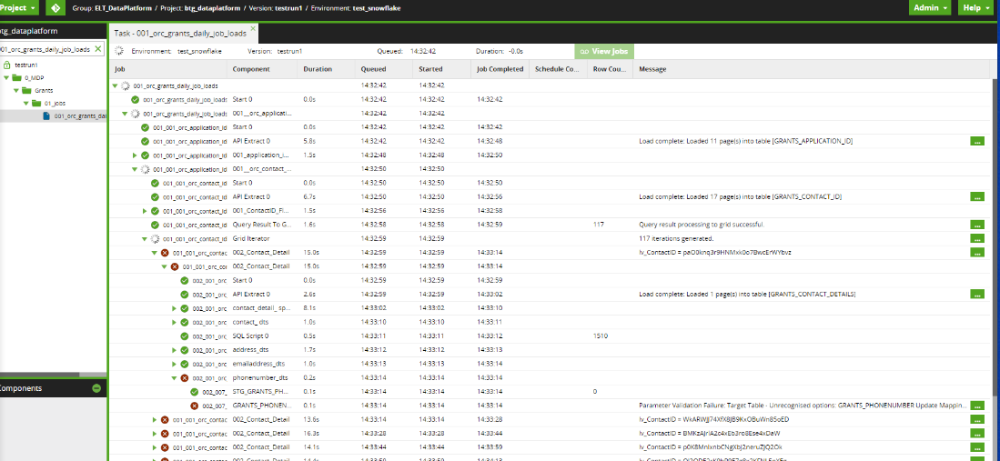 Project Group: ELT_DataPlatform / Project: btg_dataplatform / Version: testrun1 / Environment: test_snowflake Admin Help
btg_dataplatform Task - 001_orc_grants_daily_job_loads
001_orc_grants_daily_job_loads Environment: test_snowflake Version: testrun1 Queued: 14:32:42 Duration: -0.0s View Jobs
Job Component Duration Queued Started Job Completed Schedule Co... Row Cou... Message
testrun1
0_MDP
Grants
01_jobs
001_orc_grants_dai
Components
001_orc_grants_daily_job_loads 14:32:42 14:32:42
001_orc_grants_daily_job_loads Start 0 0.0s 14:32:42 14:32:42 14:32:42
001_orc_grants_daily_job_loads 001__orc_applicatio... 14:32:42 14:32:42
001_001_orc_application_id Start 0 0.0s 14:32:42 14:32:42 14:32:42
001_001_orc_application_id API Extract 0 5.8s 14:32:42 14:32:42 14:32:48 Load complete: Loaded 11 page(s) into table [GRANTS_APPLICATION_ID] ...
001_001_orc_application_id 001_application_i... 1.5s 14:32:48 14:32:48 14:32:50
001_001_orc_application_id 001__orc_contact_... 14:32:50 14:32:50
001_001_orc_contact_id Start 0 0.0s 14:32:50 14:32:50 14:32:50
001_001_orc_contact_id API Extract 0 6.7s 14:32:50 14:32:50 14:32:56 Load complete: Loaded 17 page(s) into table [GRANTS_CONTACT_ID] ...
001_001_orc_contact_id 001_ContactID_Fl... 1.5s 14:32:56 14:32:56 14:32:58
001_001_orc_contact_id Query Result To G... 1.6s 14:32:58 14:32:58 14:32:59 117 Query result processing to grid successful. ...
001_001_orc_contact_id Grid Iterator 14:32:59 14:32:59 117 iterations generated. ...
001_001_orc_contac 002_Contact_Detail 15.0s 14:32:59 14:32:59 14:33:14 lv_ContactID = paO0knq3r9HNMxk0o7BwcErWYbvz ...
001_001_orc_co 002_Contact_Detail 15.0s 14:32:59 14:32:59 14:33:14
002_001_orc Start 0 0.0s 14:32:59 14:32:59 14:32:59
002_001_orc API Extract 0 2.6s 14:32:59 14:32:59 14:33:02 Load complete: Loaded 1 page(s) into table [GRANTS_CONTACT_DETAILS] ...
002_001_orc contact_detail_sp... 8.1s 14:33:02 14:33:02 14:33:10
002_001_orc contact_dts 1.0s 14:33:10 14:33:10 14:33:11
002_001_orc SQL Script 0 0.5s 14:33:11 14:33:11 14:33:12 1510
002_001_orc address_dts 1.7s 14:33:12 14:33:12 14:33:13
002_001_orc emailaddress_dts 1.0s 14:33:13 14:33:13 14:33:14
002_001_orc phonenumber_dts 0.2s 14:33:14 14:33:14 14:33:14
002_007_ STG_GRANTS_PH... 0.1s 14:33:14 14:33:14 14:33:14 0
002_007_ GRANTS_PHONEN... 0.1s 14:33:14 14:33:14 14:33:14 Parameter Validation Failure: Target Table - Unrecognised options: GRANTS_PHONENUMBER Update Mappin... ...
001_001_orc_contac 002_Contact_Detail 13.6s 14:33:14 14:33:14 14:33:28 ...
001_001_orc_contac 002_Contact_Detail 16.3s 14:33:28 14:33:28 14:33:44 ...
001_001_orc_contac 002_Contact_Detail 14.1s 14:33:44 14:33:44 14:33:59 ...